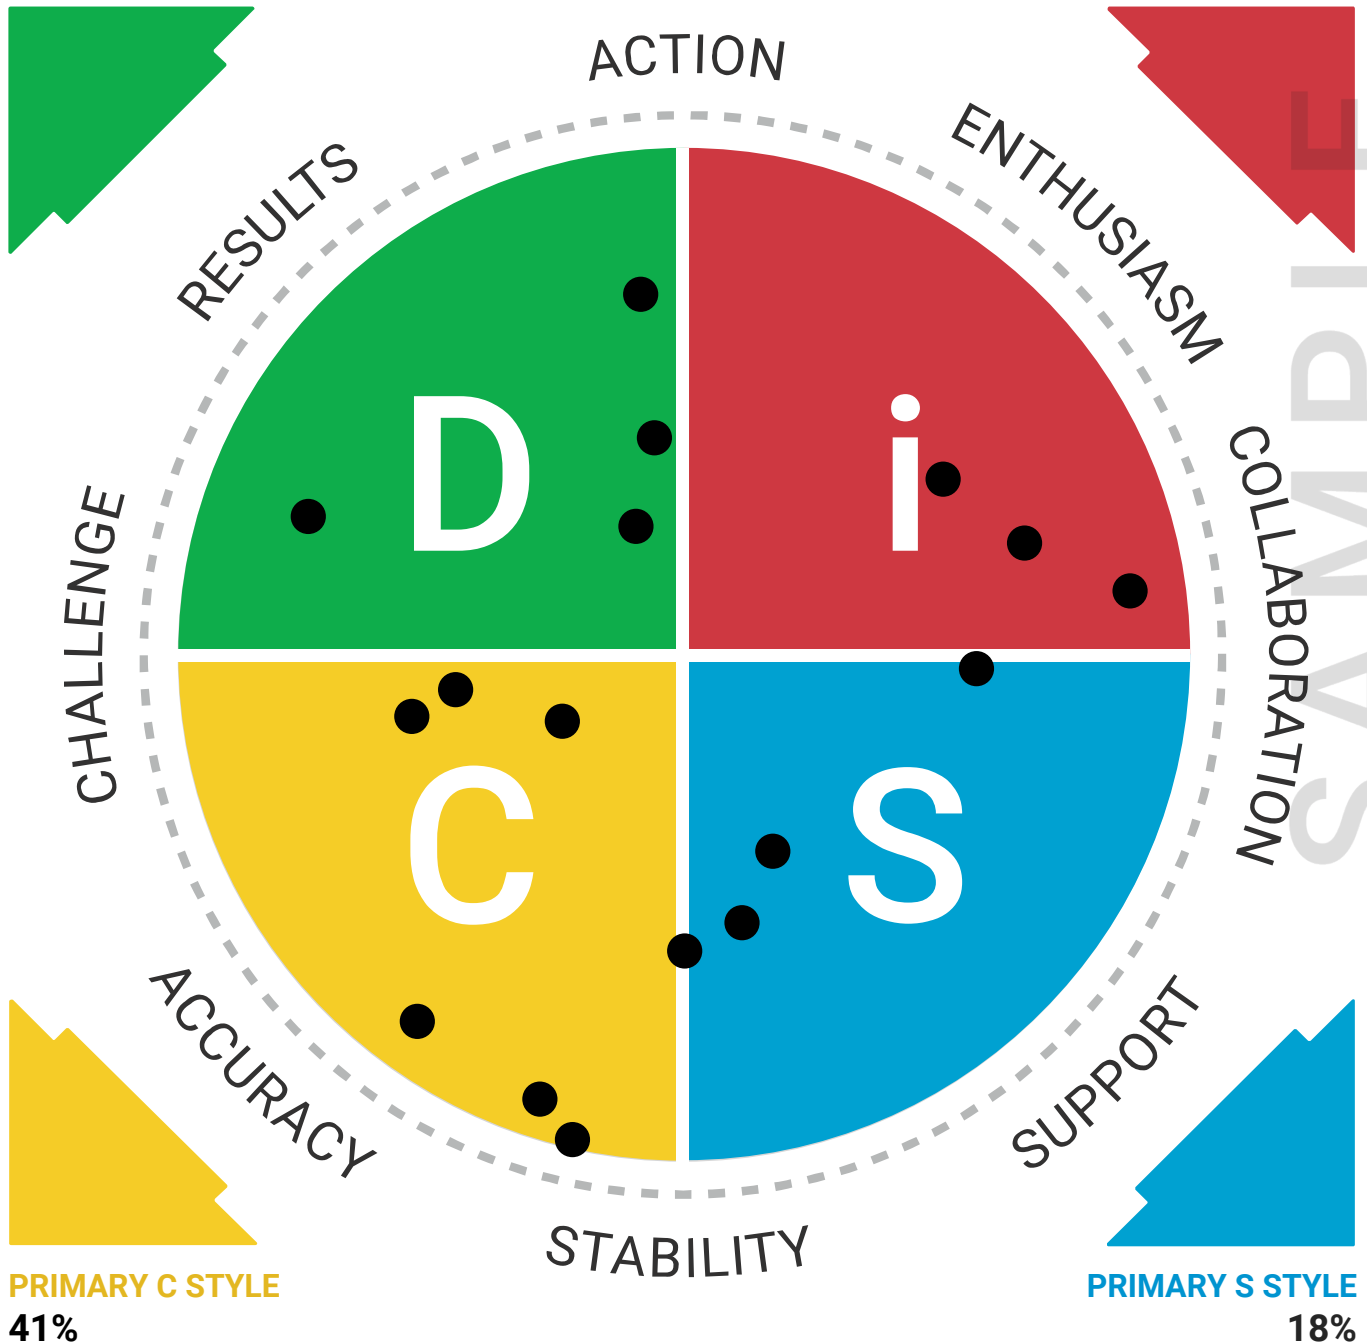 ACTION
ENTHUSIASM
RESULTS
COLLABORATION
CHALLENGE
D
i
C
S
ACCURACY
SUPPORT
STABILITY
SAMPLE
PRIMARY C STYLE
41%
PRIMARY S STYLE
18%